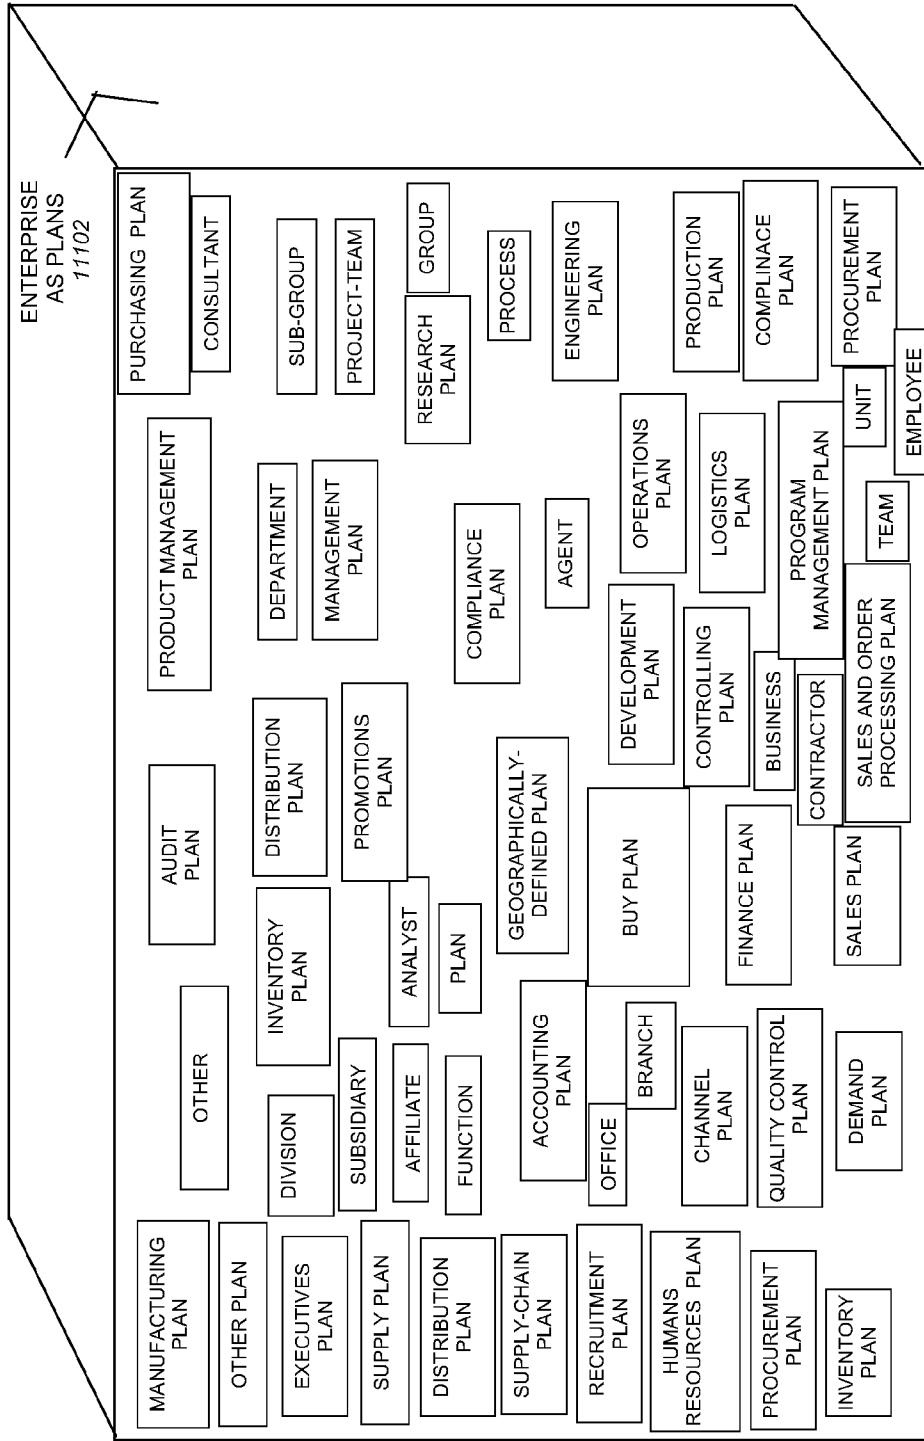 ENTERPRISE
AS PLANS
11102
MANUFACTURING
PLAN
OTHER
AUDIT
PLAN
PRODUCT MANAGEMENT
PLAN
PURCHASING PLAN
CONSULTANT
OTHER PLAN
EXECUTIVES
PLAN
DIVISION
INVENTORY
PLAN
DISTRIBUTION
PLAN
DEPARTMENT
SUB-GROUP
SUPPLY PLAN
SUBSIDIARY
PROMOTIONS
PLAN
MANAGEMENT
PLAN
PROJECT-TEAM
DISTRIBUTION
PLAN
AFFILIATE
ANALYST
RESEARCH
PLAN
GROUP
FUNCTION
PLAN
COMPLIANCE
PLAN
PROCESS
SUPPLY-CHAIN
PLAN
ACCOUNTING
PLAN
GEOGRAPHICALLY-
DEFINED PLAN
AGENT
ENGINEERING
PLAN
RECRUITMENT
PLAN
OFFICE
BUY PLAN
DEVELOPMENT
PLAN
OPERATIONS
PLAN
BRANCH
HUMANS
RESOURCES PLAN
CHANNEL
PLAN
CONTROLLING
PLAN
LOGISTICS
PLAN
PRODUCTION
PLAN
PROCUREMENT
PLAN
QUALITY CONTROL
PLAN
FINANCE PLAN
BUSINESS
COMPLINACE
PLAN
CONTRACTOR
PROGRAM
MANAGEMENT PLAN
INVENTORY
PLAN
DEMAND
PLAN
SALES PLAN
SALES AND ORDER
PROCESSING PLAN
TEAM
UNIT
PROCUREMENT
PLAN
EMPLOYEE